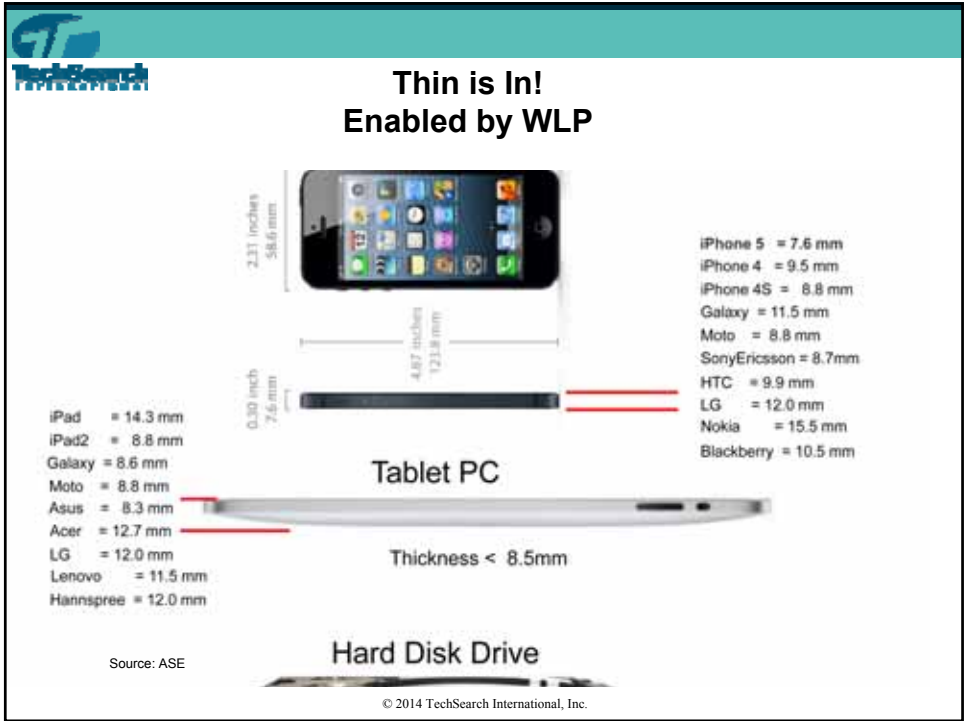 TechSearch
International
Thin is In!
Enabled by WLP
2.31 inches
58.6 mm
4.87 inches
123.8 mm
0.30 inch
7.6 mm
iPhone 5 = 7.6 mm
iPhone 4 = 9.5 mm
iPhone 4S = 8.8 mm
Galaxy = 11.5 mm
Moto = 8.8 mm
SonyEricsson = 8.7mm
HTC = 9.9 mm
LG = 12.0 mm
Nokia = 15.5 mm
Blackberry = 10.5 mm
iPad = 14.3 mm
iPad2 = 8.8 mm
Galaxy = 8.6 mm
Moto = 8.8 mm
Asus = 8.3 mm
Acer = 12.7 mm
LG = 12.0 mm
Lenovo = 11.5 mm
Hannspree = 12.0 mm
Tablet PC
Thickness < 8.5mm
Hard Disk Drive
Source: ASE
© 2014 TechSearch International, Inc.